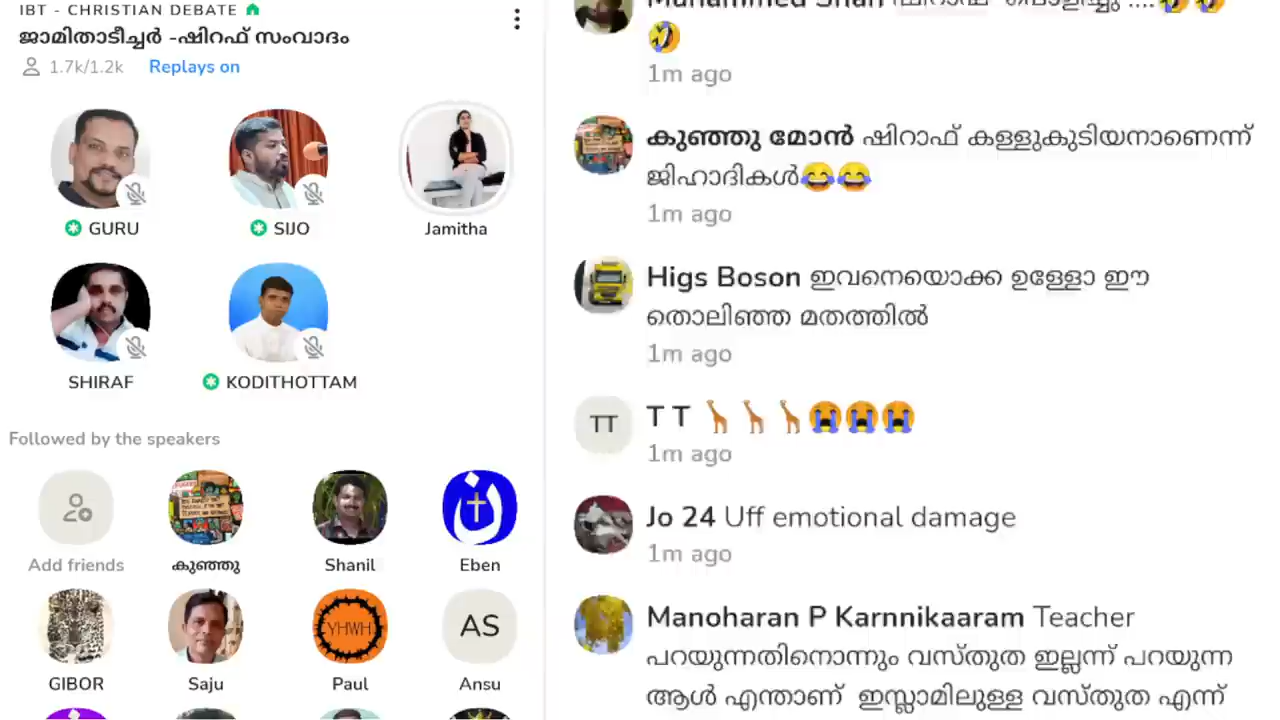 IBT - CHRISTIAN DEBATE
ജാമിതാടീച്ചർ -ഷിറഫ് സംവാദം
1.7k/1.2k Replays on
GURU
SIJO
Jamitha
SHIRAF
KODITHOTTAM
Followed by the speakers
Add friends
കുഞ്ഞു
Shanil
Eben
YHWH
AS
GIBOR
Saju
Paul
Ansu
1m ago
കുഞ്ഞു മോൻ ഷിറാഫ് കള്ളുകുടിയനാണെന്ന്
ജിഹാദികൾ😂😂
1m ago
Higs Boson ഇവനെയൊക്ക ഉള്ളോ ഈ
തൊലിഞ്ഞ മതത്തിൽ
1m ago
TT
T T 🦒🦒🦒😭😭😭
1m ago
Jo 24 Uff emotional damage
1m ago
Manoharan P Karnnikaaram Teacher
പറയുന്നതിനൊന്നും വസ്തുത ഇല്ലന്ന് പറയുന്ന
ആൾ എന്താണ് ഇസ്ലാമിലുള്ള വസ്തുത എന്ന്